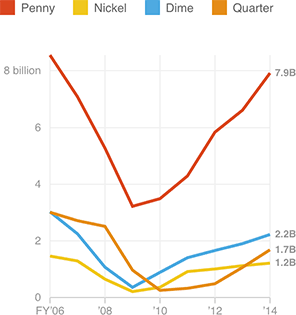 Penny Nickel Dime Quarter
8 billion
7.9B
6
4
2
2.2B
1.7B
1.2B
0
FY'06 '08 '10 '12 '14